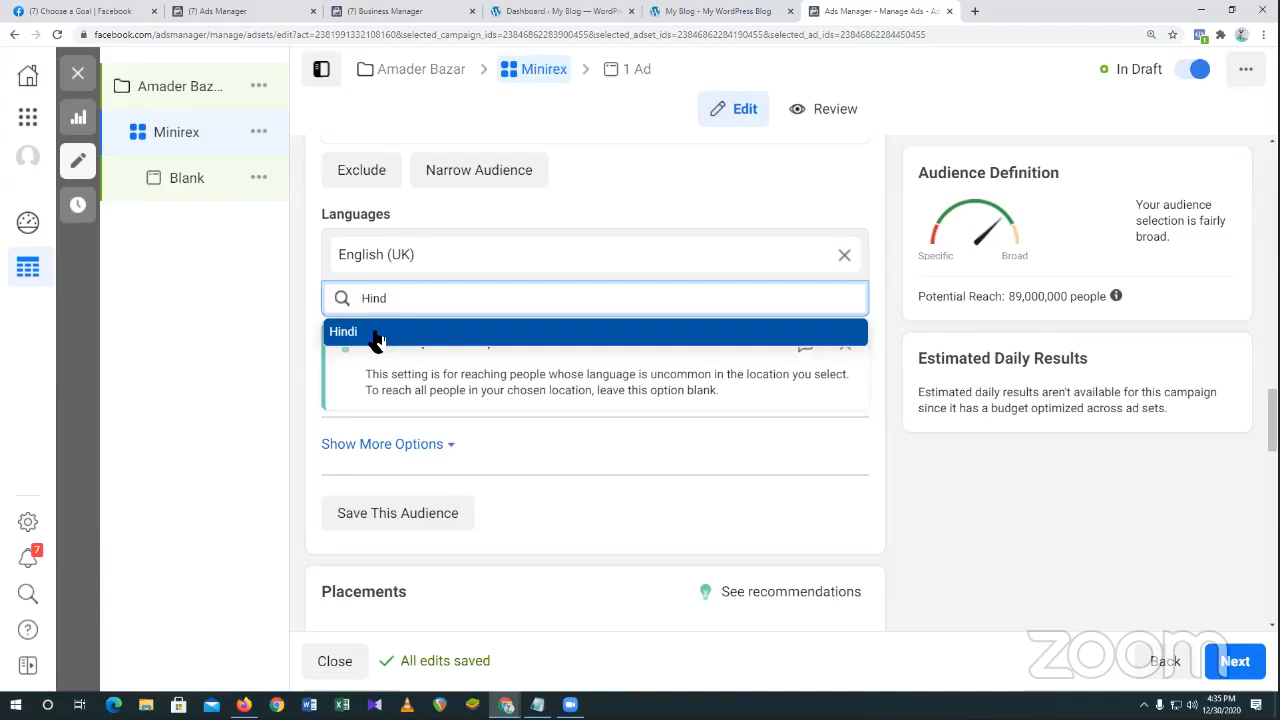 (7) Choose a Goal of Facebook
(7) Ads Manager
(7) Business Manager
Dashboard ‹ My Blog — WordPr
My Blog – My WordPress Blog
Ads Manager - Manage Ads - Ad
facebook.com/adsmanager/manage/adsets/edit?act=2381991332108160&selected_campaign_ids=23846862283900455&selected_adset_ids=23846862284190455&selected_ad_ids=23846862284450455
Amader Bazar
Minirex
1 Ad
In Draft
Amader Baz...
Edit
Review
Minirex
Blank
Exclude
Narrow Audience
Audience Definition
Your audience
selection is fairly
broad.
Specific
Broad
Potential Reach: 89,000,000 people
Languages
English (UK)
Hind
Hindi
This setting is for reaching people whose language is uncommon in the location you select.
To reach all people in your chosen location, leave this option blank.
Estimated Daily Results
Estimated daily results aren't available for this campaign
since it has a budget optimized across ad sets.
Show More Options
Save This Audience
Placements
See recommendations
7
Close
All edits saved
Back
Next
zoom
4:35 PM
12/30/2020